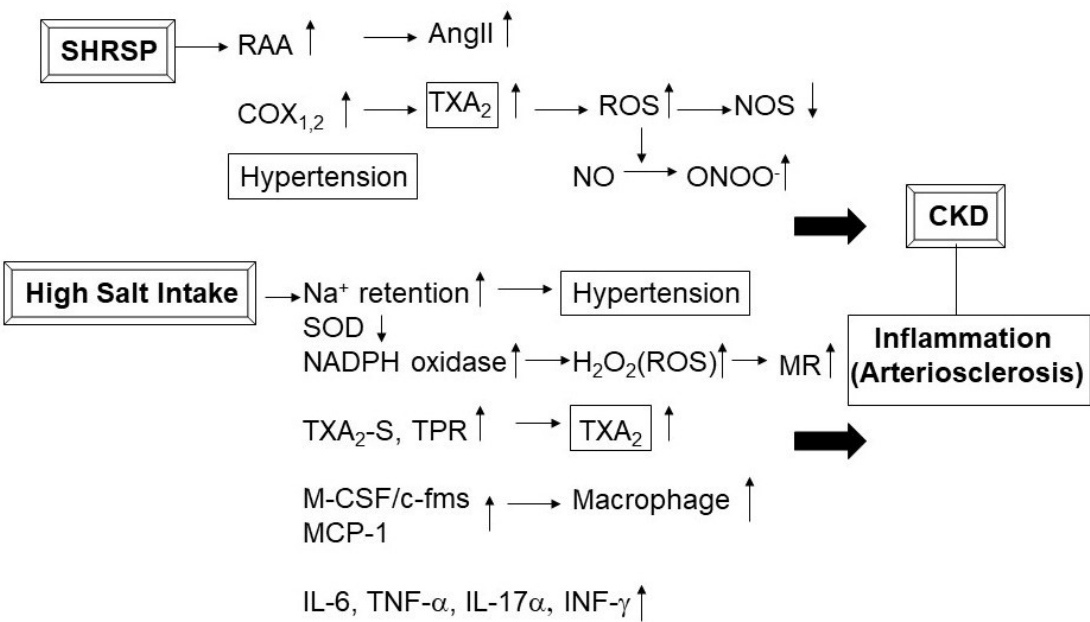 SHRSP → RAA ↑ → AngII ↑
COX₁,₂ ↑ → TXA₂ ↑ → ROS ↑ → NOS ↓
NO → ONOO⁻ ↑
Hypertension
CKD
High Salt Intake → Na⁺ retention ↑ → Hypertension
SOD ↓
NADPH oxidase ↑ → H₂O₂(ROS) ↑ → MR ↑
Inflammation
(Arteriosclerosis)
TXA₂-S, TPR ↑ → TXA₂ ↑
M-CSF/c-fms ↑ → Macrophage ↑
MCP-1
IL-6, TNF-α, IL-17α, INF-γ ↑